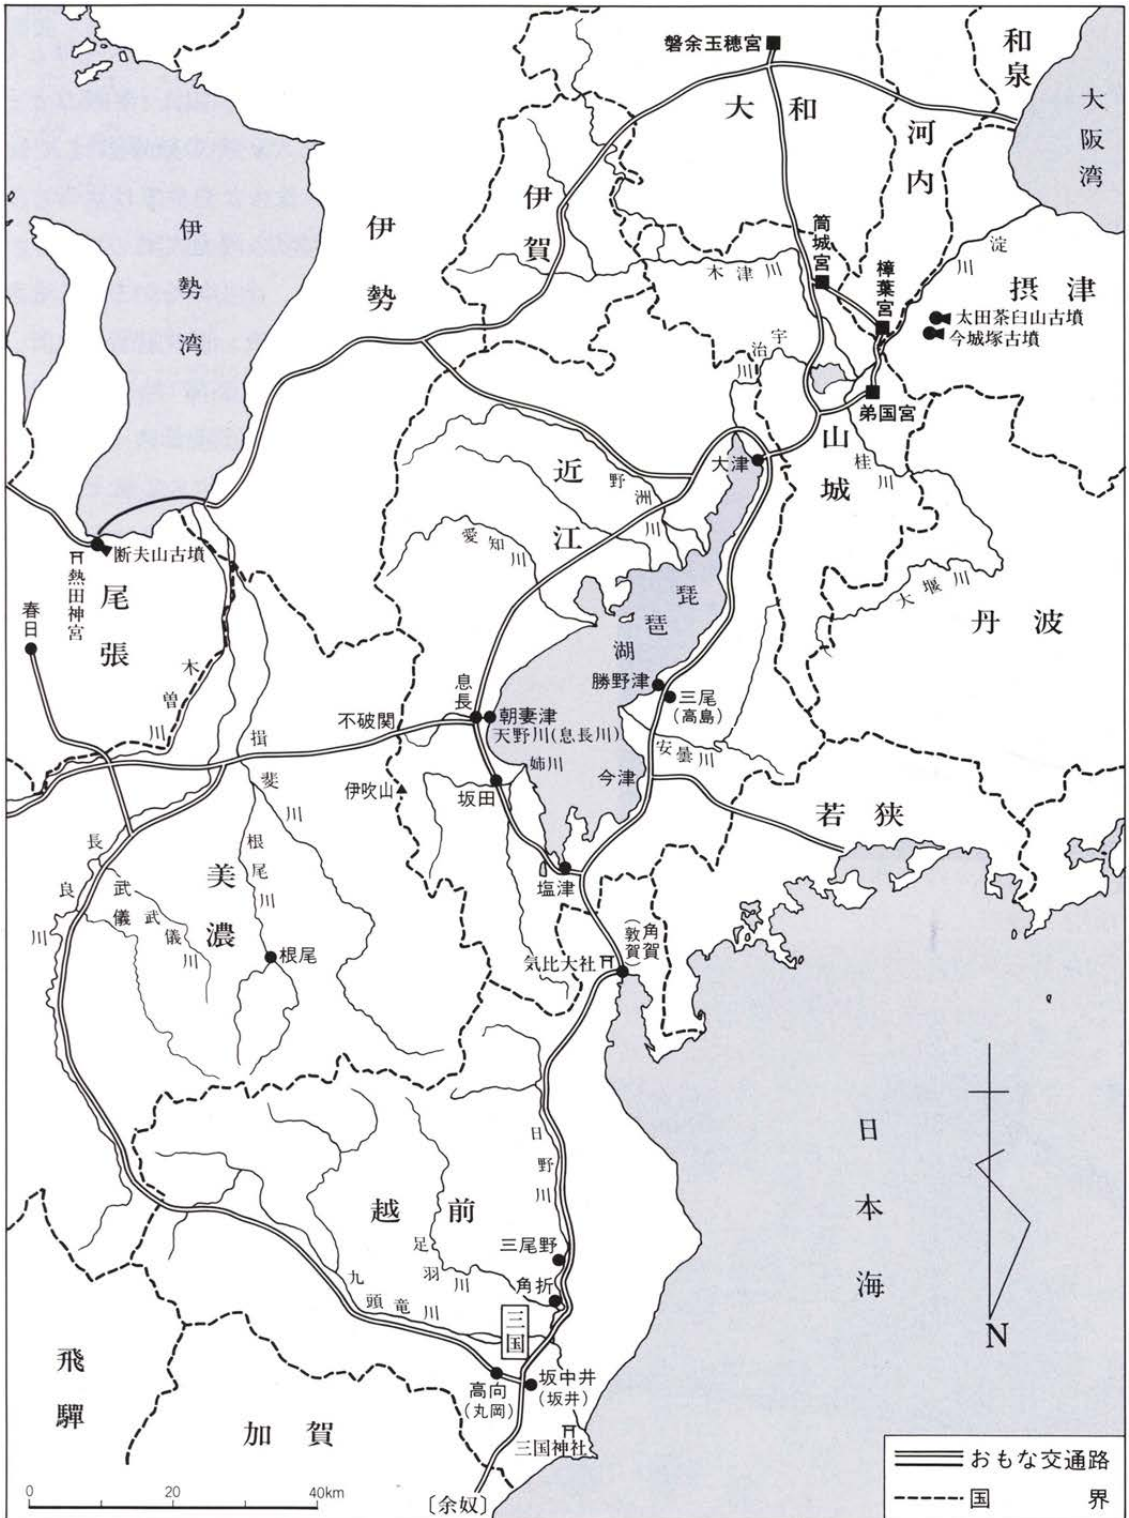 磐余玉穂宮
和泉
大阪湾
大和
河内
伊賀
伊勢
伊勢湾
筒城宮
樟葉宮
淀川
木津川
摂津
太田茶臼山古墳
今城塚古墳
宇治川
弟国宮
山城
桂川
大津
近江
野洲川
愛知川
琵琶湖
大堰川
丹波
断夫山古墳
熱田神宮
尾張
春日
木曽川
勝野津
三尾
(高島)
息長
朝妻津
天野川(息長川)
不破関
安曇川
姉川
今津
坂田
伊吹山
揖斐川
若狭
塩津
長良川
根尾川
美濃
武儀
武儀川
根尾
角賀
(敦賀)
気比大社
日本海
日野川
越前
足羽川
三尾野
角折
九頭竜川
三国
N
高向
(丸岡)
坂中井
(坂井)
三国神社
飛驒
加賀
〔余奴〕
0 20 40km
おもな交通路
国界